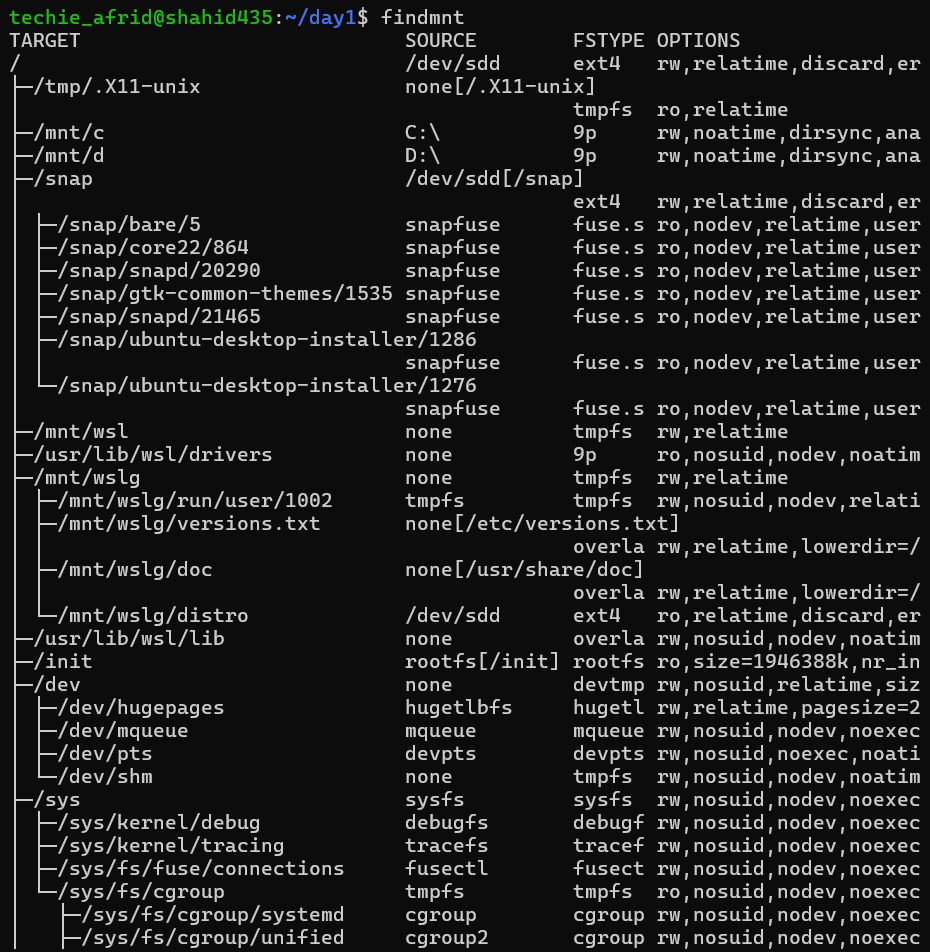 techie_afrid@shahid435:~/day1$ findmnt
TARGET                           SOURCE        FSTYPE OPTIONS
/                                /dev/sdd      ext4   rw,relatime,discard,er
├─/tmp/.X11-unix                 none[/.X11-unix]
│                                              tmpfs  ro,relatime
├─/mnt/c                         C:\           9p     rw,noatime,dirsync,ana
├─/mnt/d                         D:\           9p     rw,noatime,dirsync,ana
├─/snap                          /dev/sdd[/snap]
│                                              ext4   rw,relatime,discard,er
│ ├─/snap/bare/5                 snapfuse      fuse.s ro,nodev,relatime,user
│ ├─/snap/core22/864             snapfuse      fuse.s ro,nodev,relatime,user
│ ├─/snap/snapd/20290            snapfuse      fuse.s ro,nodev,relatime,user
│ ├─/snap/gtk-common-themes/1535 snapfuse      fuse.s ro,nodev,relatime,user
│ ├─/snap/snapd/21465            snapfuse      fuse.s ro,nodev,relatime,user
│ ├─/snap/ubuntu-desktop-installer/1286
│ │                              snapfuse      fuse.s ro,nodev,relatime,user
│ └─/snap/ubuntu-desktop-installer/1276
│                                snapfuse      fuse.s ro,nodev,relatime,user
├─/mnt/wsl                       none          tmpfs  rw,relatime
├─/usr/lib/wsl/drivers           none          9p     ro,nosuid,nodev,noatim
├─/mnt/wslg                      none          tmpfs  rw,relatime
│ ├─/mnt/wslg/run/user/1002      tmpfs         tmpfs  rw,nosuid,nodev,relati
│ ├─/mnt/wslg/versions.txt       none[/etc/versions.txt]
│ │                                            overla rw,relatime,lowerdir=/
│ ├─/mnt/wslg/doc                none[/usr/share/doc]
│ │                                            overla rw,relatime,lowerdir=/
│ └─/mnt/wslg/distro             /dev/sdd      ext4   ro,relatime,discard,er
├─/usr/lib/wsl/lib               none          overla rw,nosuid,nodev,noatim
├─/init                          rootfs[/init] rootfs ro,size=1946388k,nr_in
├─/dev                           none          devtmp rw,nosuid,relatime,siz
│ ├─/dev/hugepages               hugetlbfs     hugetl rw,relatime,pagesize=2
│ ├─/dev/mqueue                  mqueue        mqueue rw,nosuid,nodev,noexec
│ ├─/dev/pts                     devpts        devpts rw,nosuid,noexec,noati
│ └─/dev/shm                     none          tmpfs  rw,nosuid,nodev,noatim
├─/sys                           sysfs         sysfs  rw,nosuid,nodev,noexec
│ ├─/sys/kernel/debug            debugfs       debugf rw,nosuid,nodev,noexec
│ ├─/sys/kernel/tracing          tracefs       tracef rw,nosuid,nodev,noexec
│ ├─/sys/fs/fuse/connections     fusectl       fusect rw,nosuid,nodev,noexec
│ └─/sys/fs/cgroup               tmpfs         tmpfs  ro,nosuid,nodev,noexec
│   ├─/sys/fs/cgroup/systemd     cgroup        cgroup rw,nosuid,nodev,noexec
│   ├─/sys/fs/cgroup/unified     cgroup2       cgroup rw,nosuid,nodev,noexec